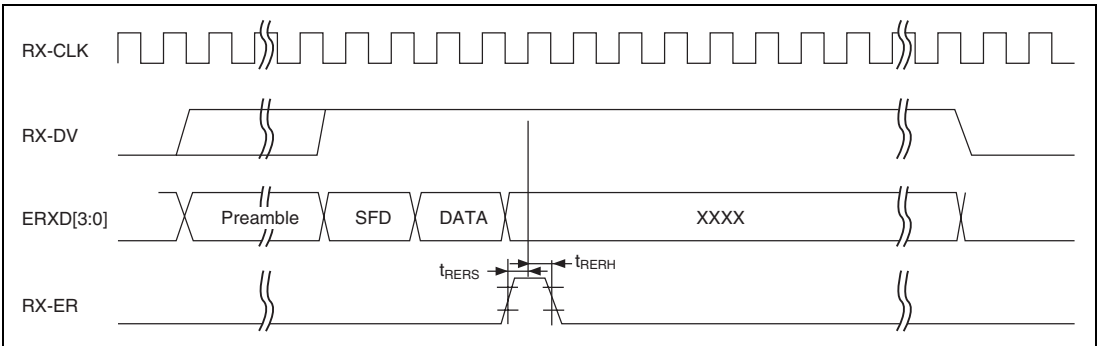 RX-CLK
RX-DV
ERXD[3:0] Preamble SFD DATA XXXX
tRERS tRERH
RX-ER